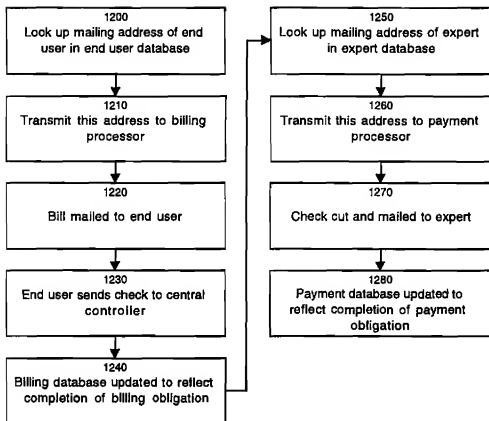 1200
Look up mailing address of end
user in end user database
1210
Transmit this address to billing
processor
1220
Bill mailed to end user
1230
End user sends check to central
controller
1240
Billing database updated to reflect
completion of billing obligation
1250
Look up mailing address of expert
in expert database
1260
Transmit this address to payment
processor
1270
Check cut and mailed to expert
1280
Payment database updated to
reflect completion of payment
obligation